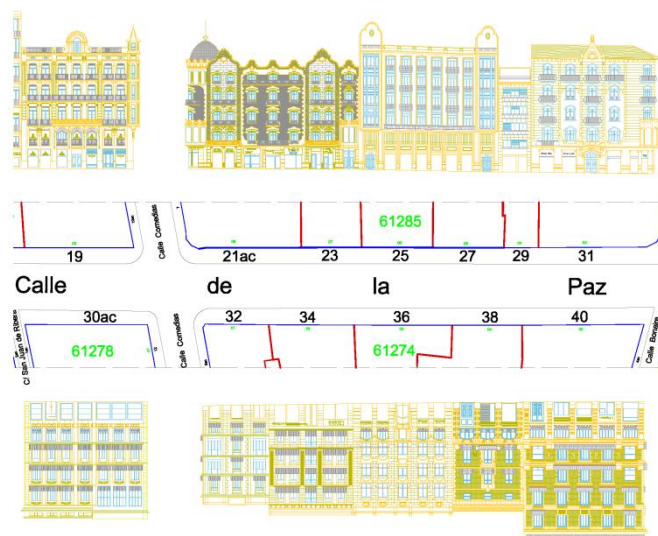 61285
Calle Comedias
19
21ac
23
25
27
29
31
Calle de la Paz
30ac
32
34
36
38
40
C/ San Juan de Ribera
61278
Calle Comedias
61274
Calle Bonaire